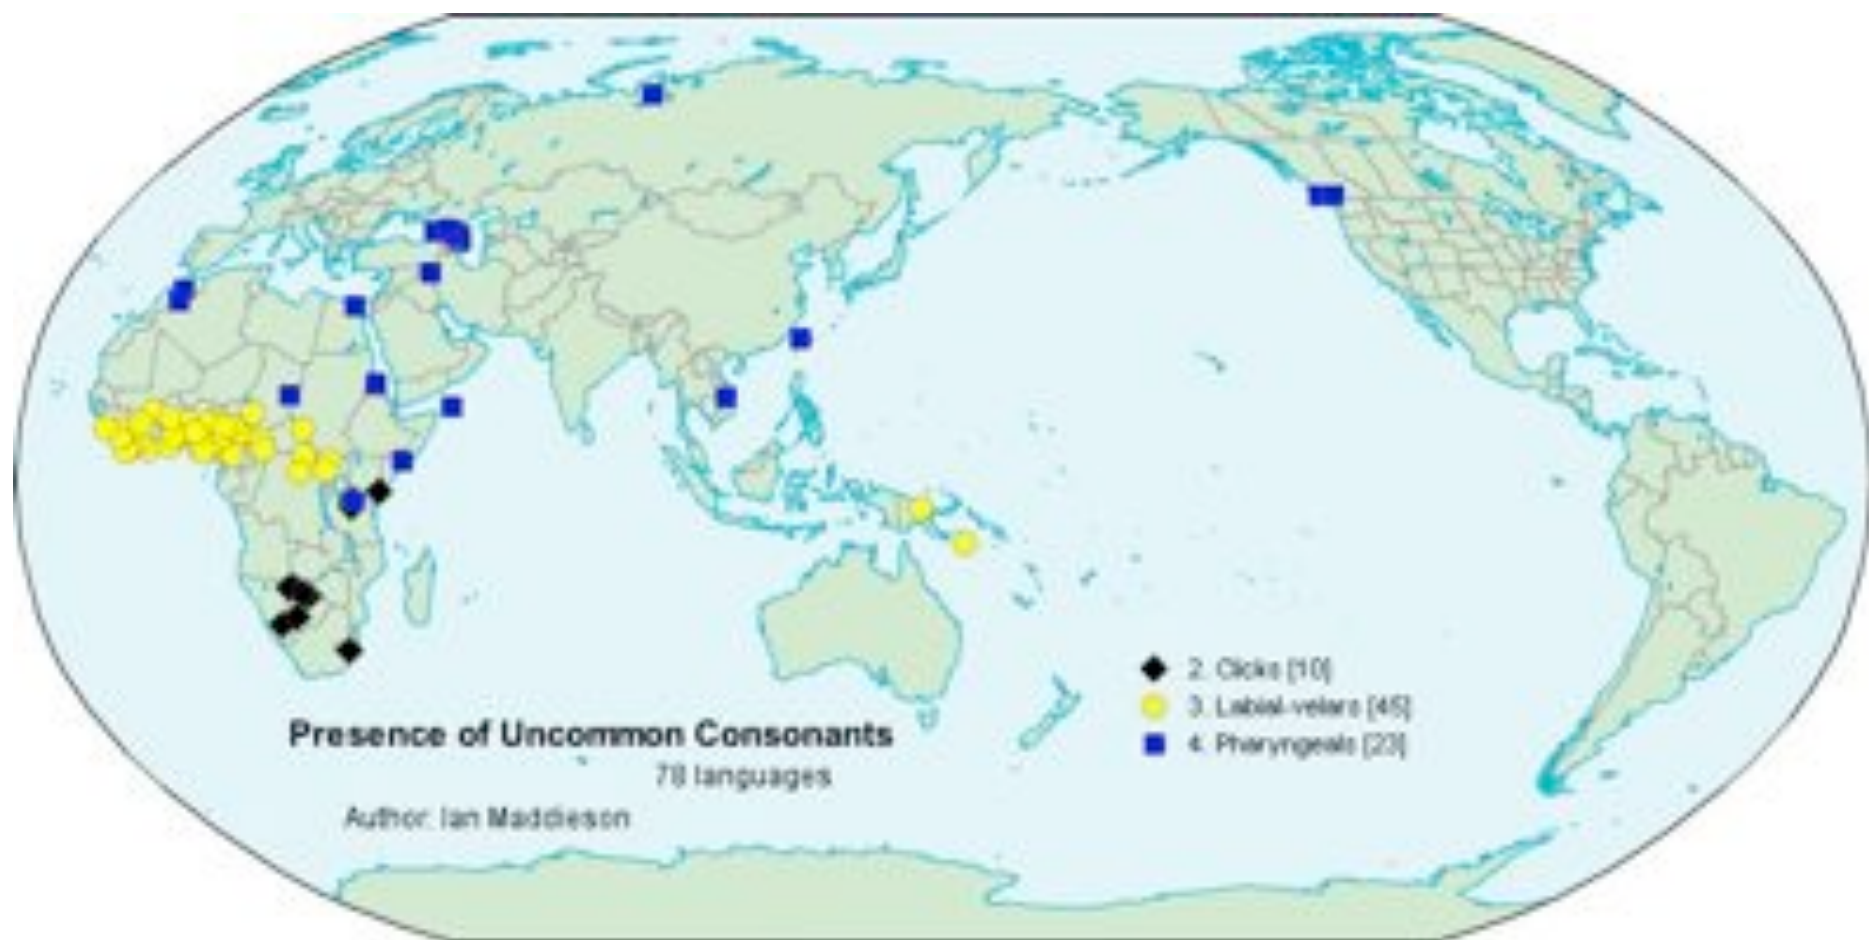 2. Clicks [10]
3. Labial-velars [45]
4. Pharyngeals [23]
Presence of Uncommon Consonants
78 languages
Author: Ian Maddieson